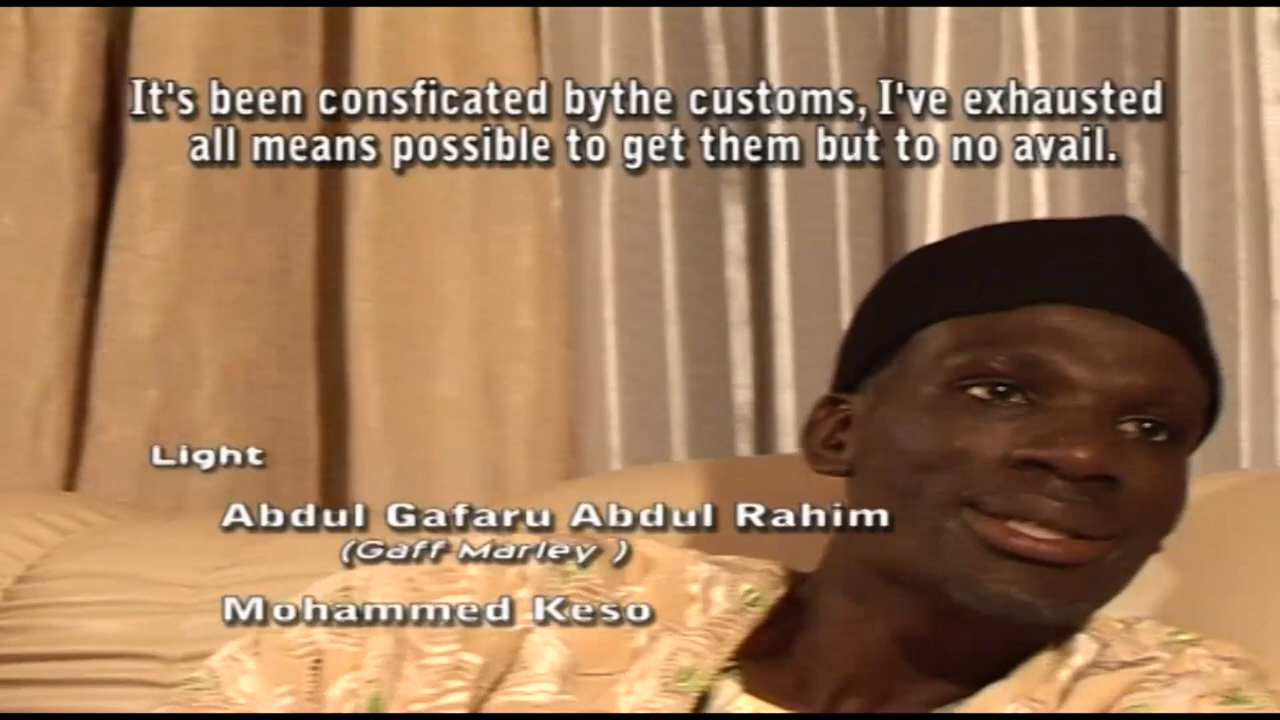 It's been consficated bythe customs, I've exhausted
all means possible to get them but to no avail.
Light
Abdul Gafaru Abdul Rahim
(Gaff Marley )
Mohammed Keso